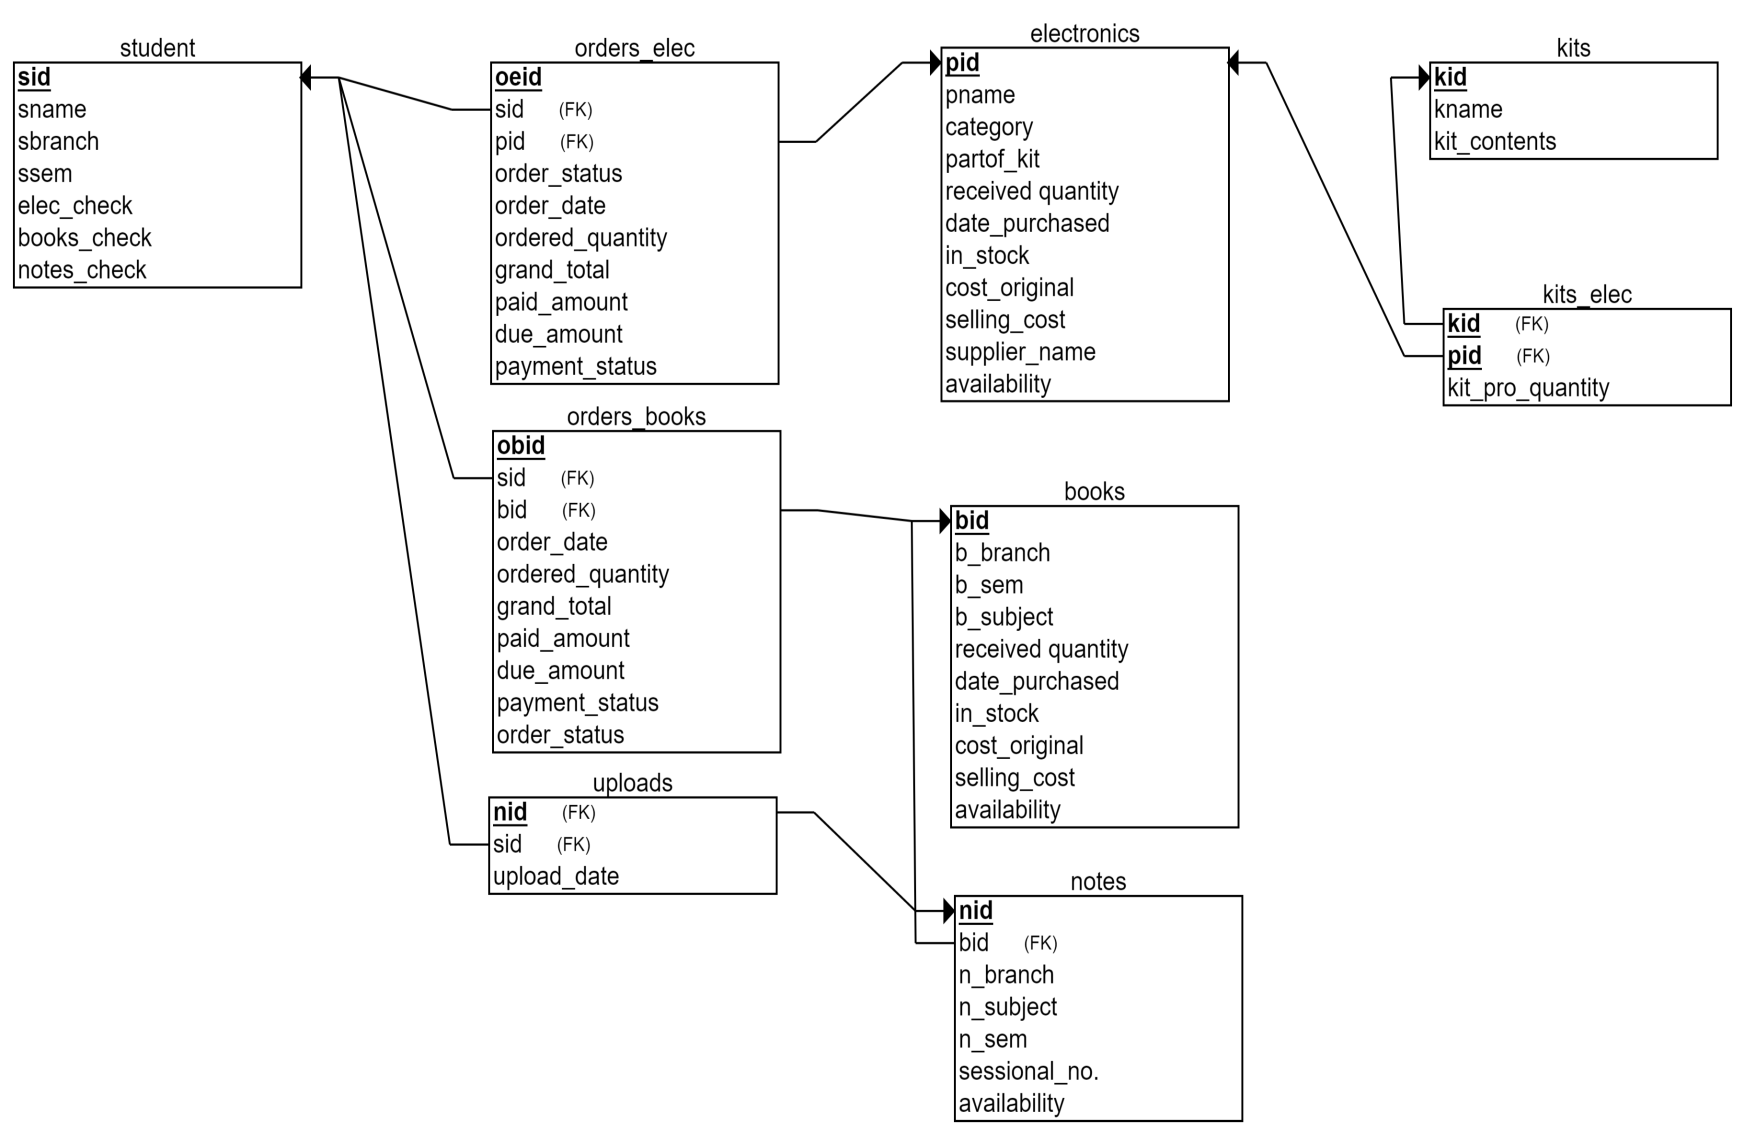 student
sid
sname
sbranch
ssem
elec_check
books_check
notes_check
orders_elec
oeid
sid (FK)
pid (FK)
order_status
order_date
ordered_quantity
grand_total
paid_amount
due_amount
payment_status
orders_books
obid
sid (FK)
bid (FK)
order_date
ordered_quantity
grand_total
paid_amount
due_amount
payment_status
order_status
uploads
nid (FK)
sid (FK)
upload_date
electronics
pid
pname
category
partof_kit
received quantity
date_purchased
in_stock
cost_original
selling_cost
supplier_name
availability
books
bid
b_branch
b_sem
b_subject
received quantity
date_purchased
in_stock
cost_original
selling_cost
availability
notes
nid
bid (FK)
n_branch
n_subject
n_sem
sessional_no.
availability
kits
kid
kname
kit_contents
kits_elec
kid (FK)
pid (FK)
kit_pro_quantity